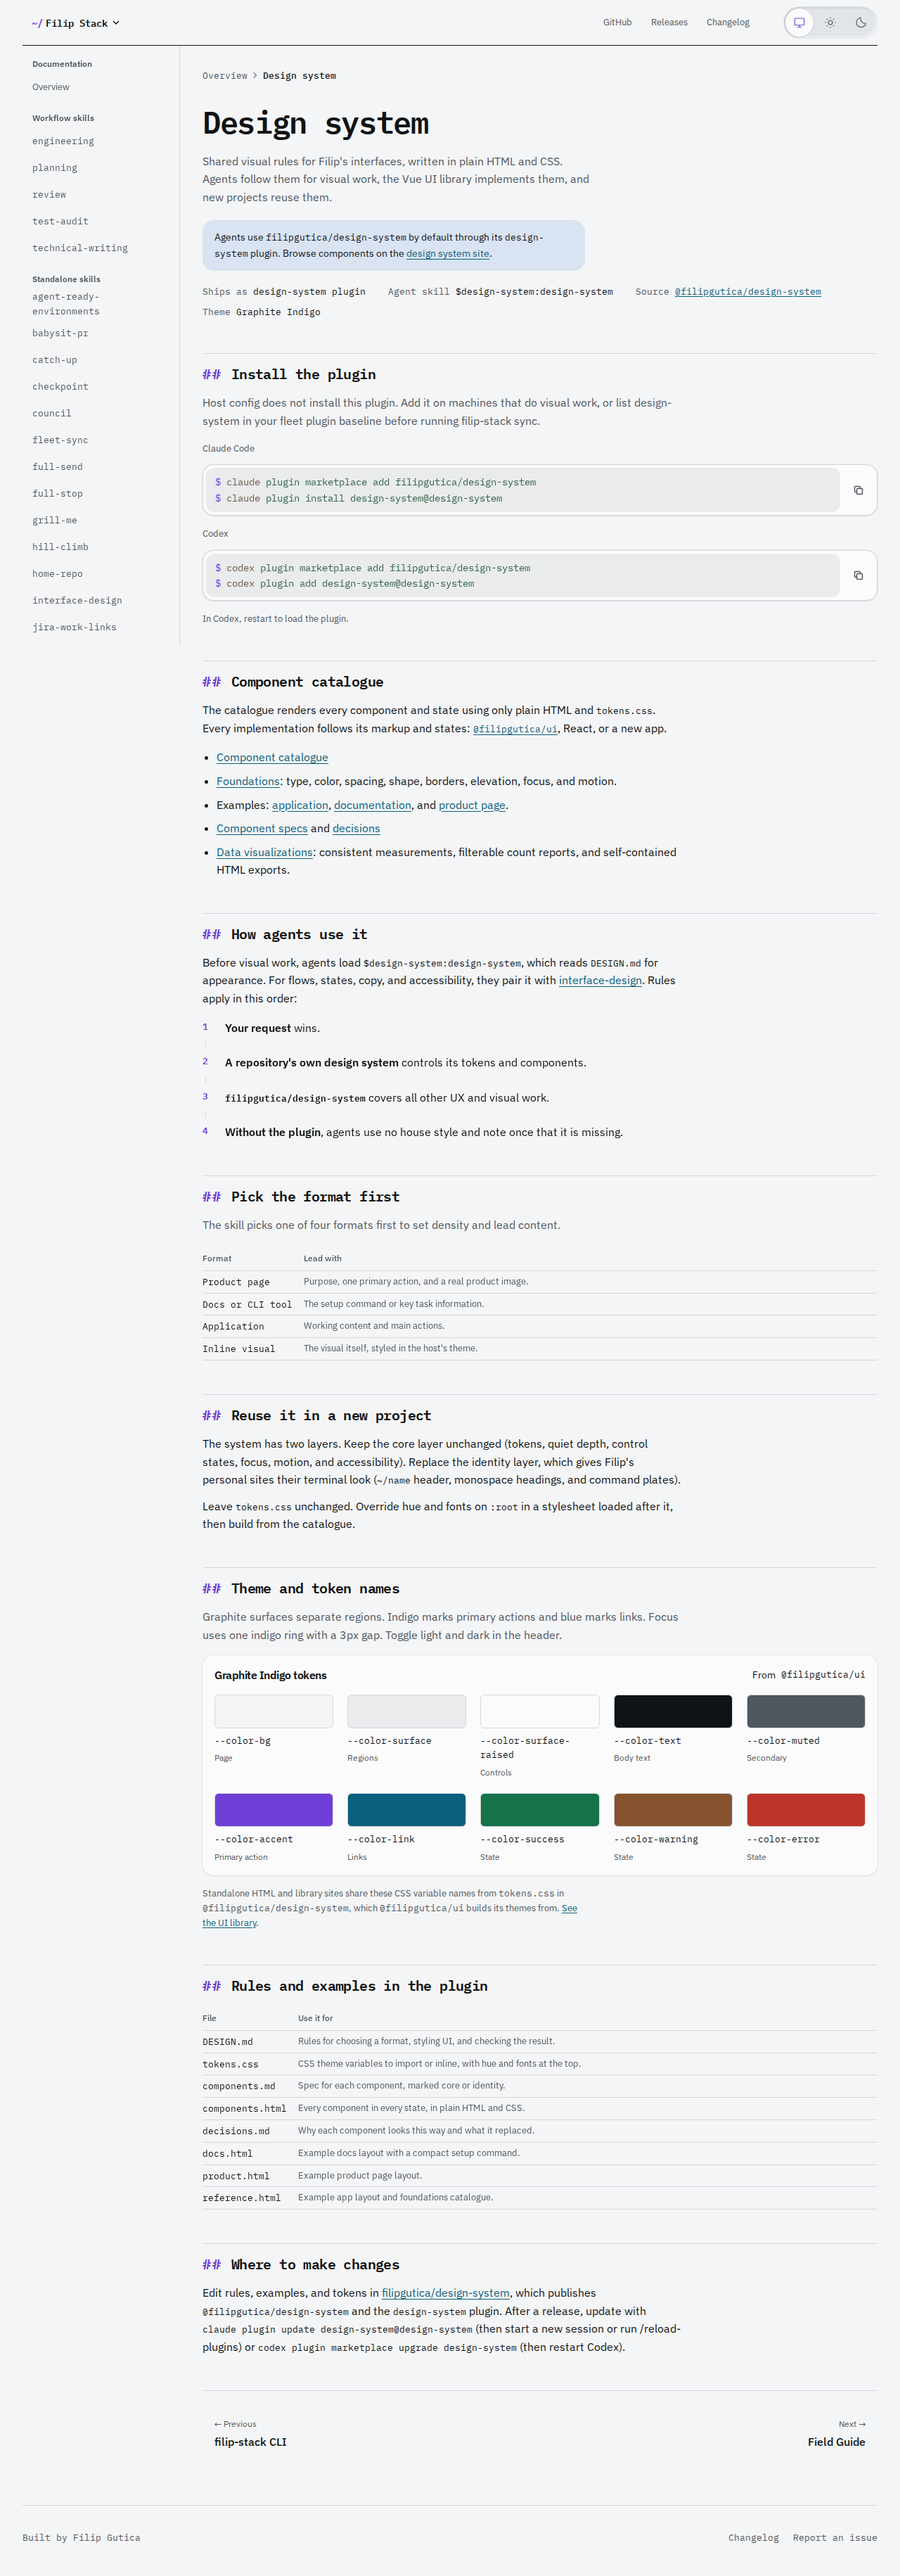 ~/ Filip Stack
GitHub
Releases
Changelog
Documentation
Overview
Workflow skills
engineering
planning
review
test-audit
technical-writing
Standalone skills
agent-ready-
environments
babysit-pr
catch-up
checkpoint
council
fleet-sync
full-send
full-stop
grill-me
hill-climb
home-repo
interface-design
jira-work-links
Overview > Design system
Design system
Shared visual rules for Filip's interfaces, written in plain HTML and CSS.
Agents follow them for visual work, the Vue UI library implements them, and
new projects reuse them.
Agents use filipgutica/design-system by default through its design-
system plugin. Browse components on the design system site.
Ships as design-system plugin Agent skill $design-system:design-system Source @filipgutica/design-system
Theme Graphite Indigo
## Install the plugin
Host config does not install this plugin. Add it on machines that do visual work, or list design-
system in your fleet plugin baseline before running filip-stack sync.
Claude Code
$ claude plugin marketplace add filipgutica/design-system
$ claude plugin install design-system@design-system
Codex
$ codex plugin marketplace add filipgutica/design-system
$ codex plugin add design-system@design-system
In Codex, restart to load the plugin.
## Component catalogue
The catalogue renders every component and state using only plain HTML and tokens.css.
Every implementation follows its markup and states: @filipgutica/ui, React, or a new app.
• Component catalogue
• Foundations: type, color, spacing, shape, borders, elevation, focus, and motion.
• Examples: application, documentation, and product page.
• Component specs and decisions
• Data visualizations: consistent measurements, filterable count reports, and self-contained
HTML exports.
## How agents use it
Before visual work, agents load $design-system:design-system, which reads DESIGN.md for
appearance. For flows, states, copy, and accessibility, they pair it with interface-design. Rules
apply in this order:
1 Your request wins.
2 A repository's own design system controls its tokens and components.
3 filipgutica/design-system covers all other UX and visual work.
4 Without the plugin, agents use no house style and note once that it is missing.
## Pick the format first
The skill picks one of four formats first to set density and lead content.
Format Lead with
Product page Purpose, one primary action, and a real product image.
Docs or CLI tool The setup command or key task information.
Application Working content and main actions.
Inline visual The visual itself, styled in the host's theme.
## Reuse it in a new project
The system has two layers. Keep the core layer unchanged (tokens, quiet depth, control
states, focus, motion, and accessibility). Replace the identity layer, which gives Filip's
personal sites their terminal look (~/name header, monospace headings, and command plates).
Leave tokens.css unchanged. Override hue and fonts on :root in a stylesheet loaded after it,
then build from the catalogue.
## Theme and token names
Graphite surfaces separate regions. Indigo marks primary actions and blue marks links. Focus
uses one indigo ring with a 3px gap. Toggle light and dark in the header.
Graphite Indigo tokens From @filipgutica/ui
--color-bg
Page
--color-surface
Regions
--color-surface-
raised
Controls
--color-text
Body text
--color-muted
Secondary
--color-accent
Primary action
--color-link
Links
--color-success
State
--color-warning
State
--color-error
State
Standalone HTML and library sites share these CSS variable names from tokens.css in
@filipgutica/design-system, which @filipgutica/ui builds its themes from. See
the UI library.
## Rules and examples in the plugin
File Use it for
DESIGN.md Rules for choosing a format, styling UI, and checking the result.
tokens.css CSS theme variables to import or inline, with hue and fonts at the top.
components.md Spec for each component, marked core or identity.
components.html Every component in every state, in plain HTML and CSS.
decisions.md Why each component looks this way and what it replaced.
docs.html Example docs layout with a compact setup command.
product.html Example product page layout.
reference.html Example app layout and foundations catalogue.
## Where to make changes
Edit rules, examples, and tokens in filipgutica/design-system, which publishes
@filipgutica/design-system and the design-system plugin. After a release, update with
claude plugin update design-system@design-system (then start a new session or run /reload-
plugins) or codex plugin marketplace upgrade design-system (then restart Codex).
← Previous
filip-stack CLI
Next →
Field Guide
Built by Filip Gutica
Changelog Report an issue